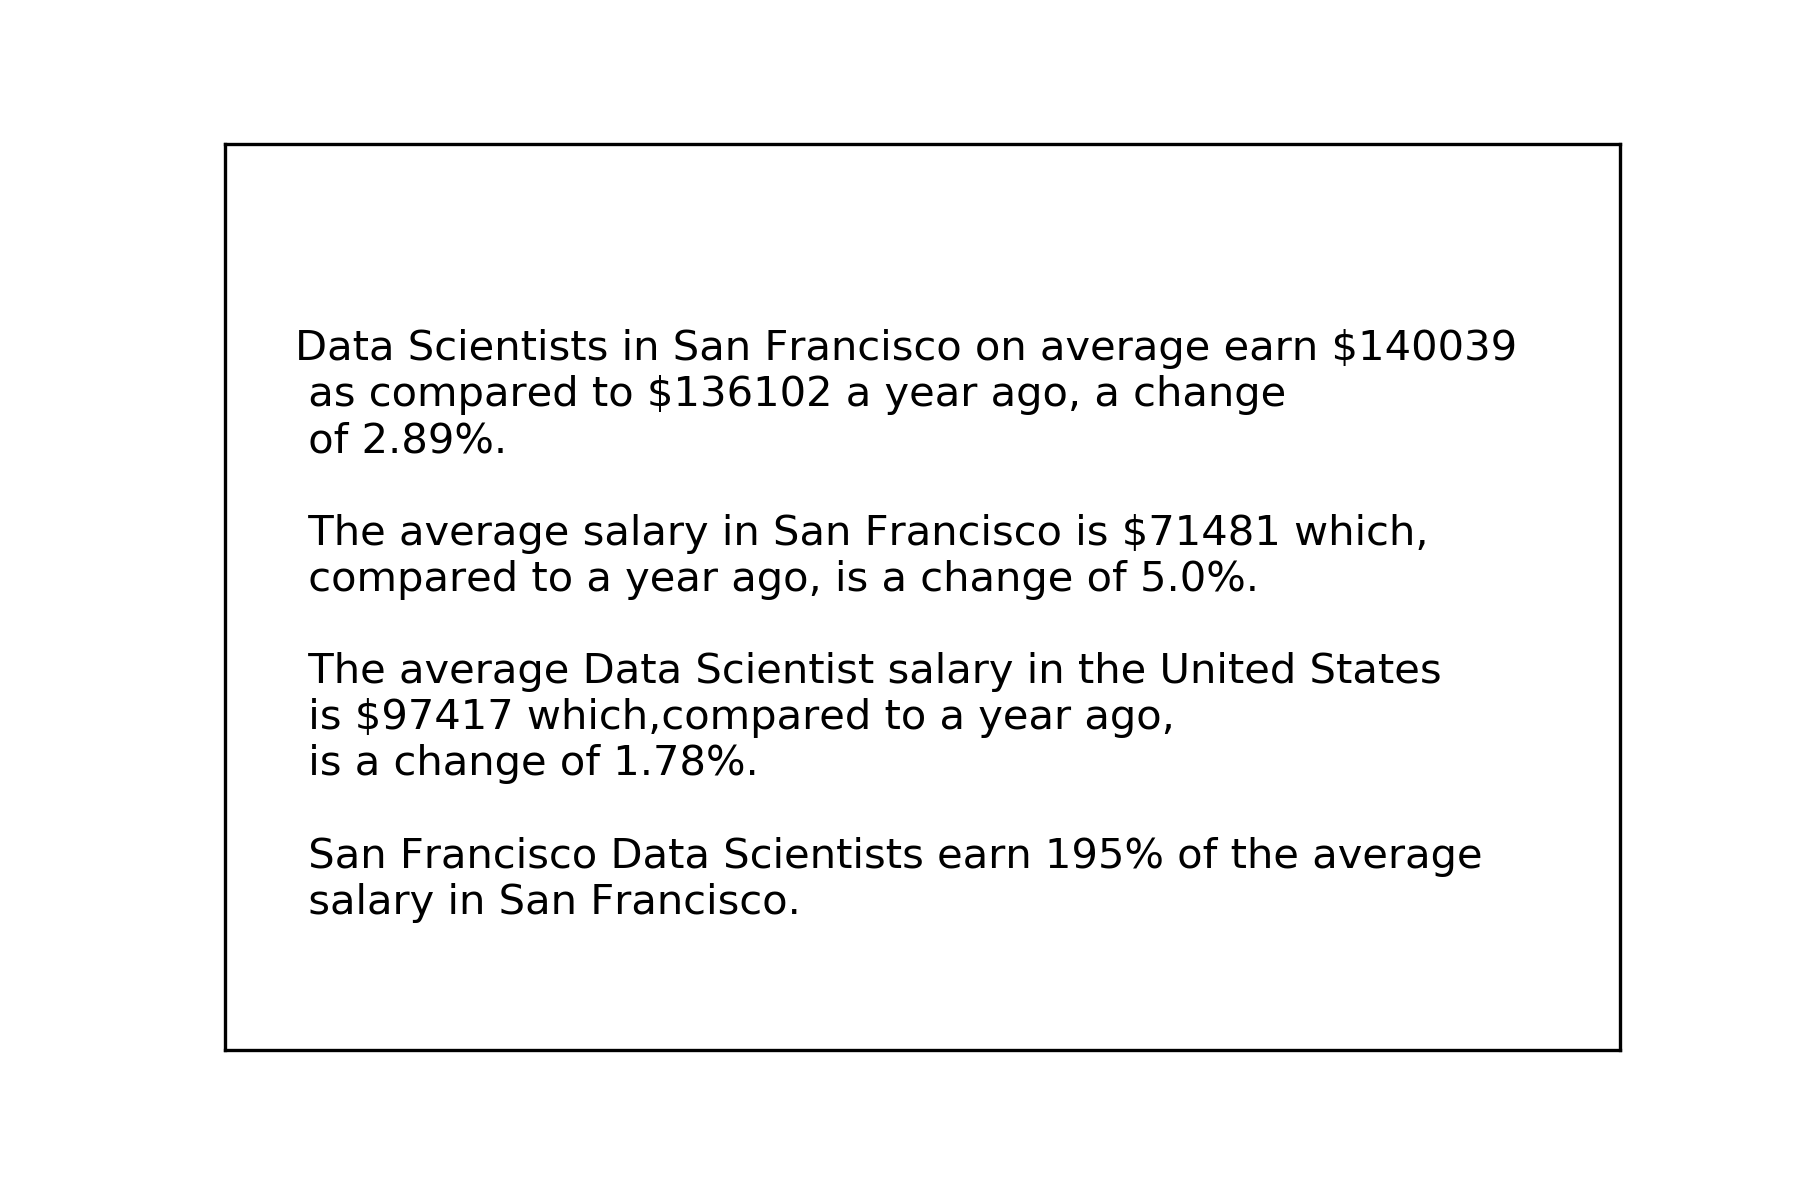 Data Scientists in San Francisco on average earn $140039
as compared to $136102 a year ago, a change
of 2.89%.
The average salary in San Francisco is $71481 which,
compared to a year ago, is a change of 5.0%.
The average Data Scientist salary in the United States
is $97417 which,compared to a year ago,
is a change of 1.78%.
San Francisco Data Scientists earn 195% of the average
salary in San Francisco.